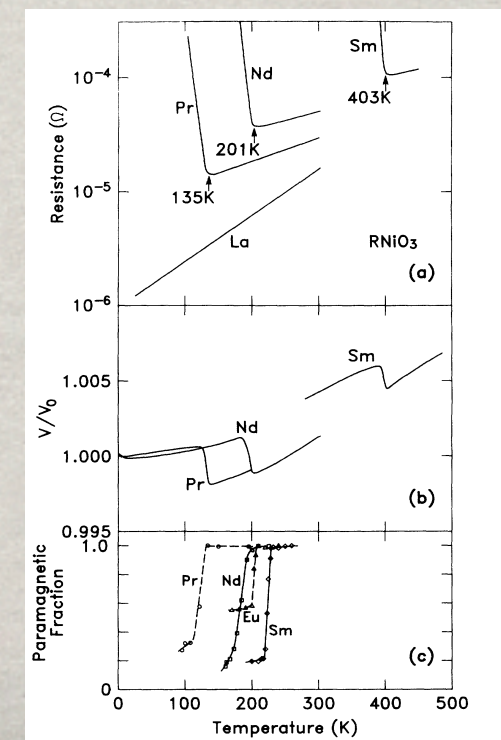 10⁻⁴
10⁻⁵
10⁻⁶
Resistance (Ω)
Pr
Nd
Sm
135K
201K
403K
La
RNiO₃
(a)
1.005
1.000
0.995
V/V₀
Sm
Nd
Pr
(b)
1.0
0
Paramagnetic
Fraction
Pr
Nd
Eu
Sm
(c)
0 100 200 300 400 500
Temperature (K)